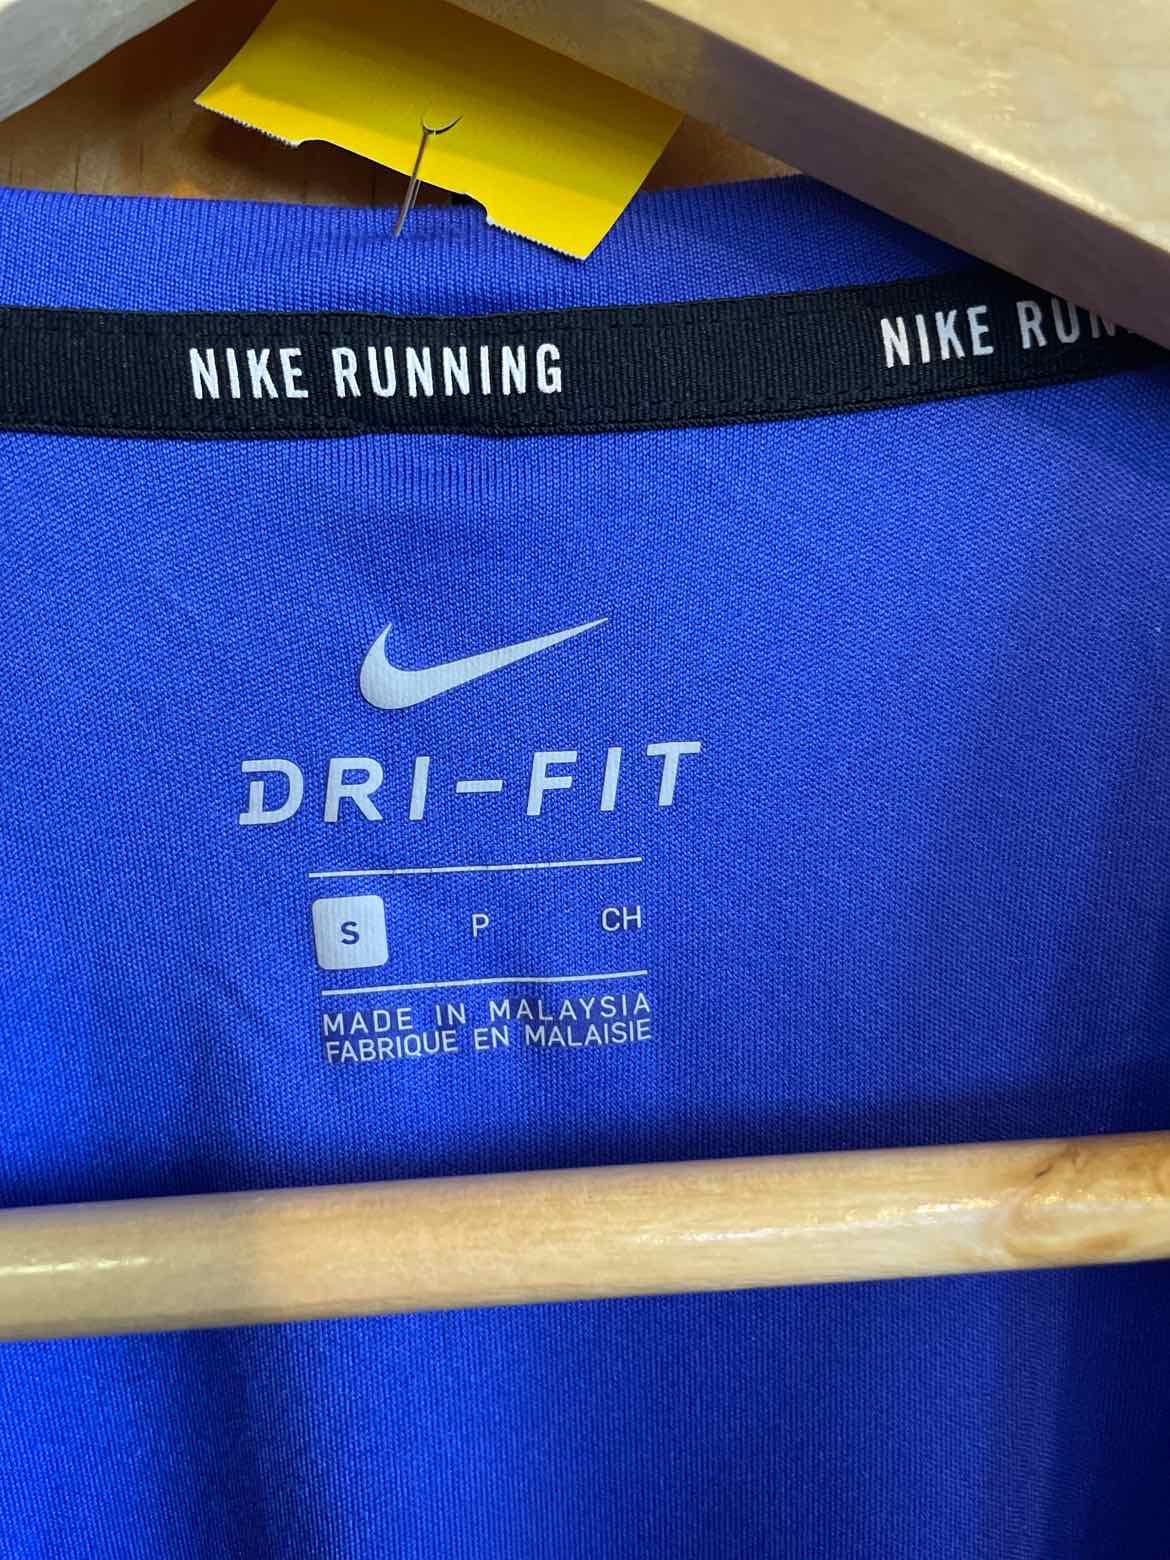 NIKE RUNNING NIKE RUN
DRI-FIT
S P CH
MADE IN MALAYSIA
FABRIQUE EN MALAISIE